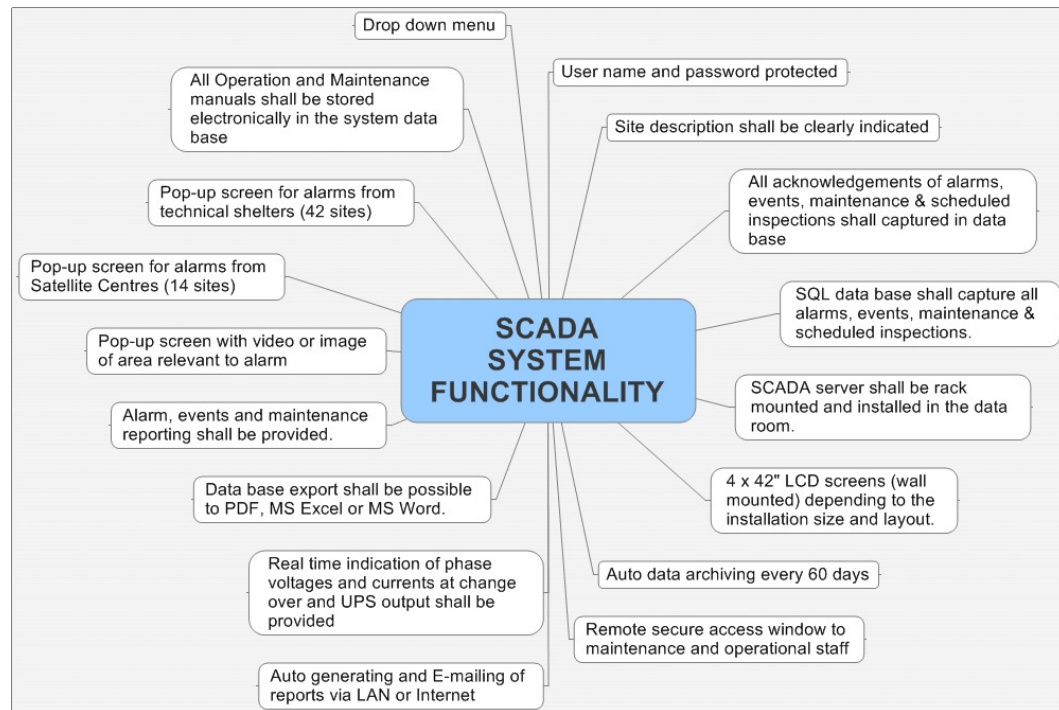 Drop down menu
User name and password protected
All Operation and Maintenance
manuals shall be stored
electronically in the system data
base
Site description shall be clearly indicated
Pop-up screen for alarms from
technical shelters (42 sites)
All acknowledgements of alarms,
events, maintenance & scheduled
inspections shall captured in data
base
Pop-up screen for alarms from
Satellite Centres (14 sites)
SQL data base shall capture all
alarms, events, maintenance &
scheduled inspections.
SCADA
SYSTEM
FUNCTIONALITY
Pop-up screen with video or image
of area relevant to alarm
SCADA server shall be rack
mounted and installed in the data
room.
Alarm, events and maintenance
reporting shall be provided.
4 x 42" LCD screens (wall
mounted) depending to the
installation size and layout.
Data base export shall be possible
to PDF, MS Excel or MS Word.
Real time indication of phase
voltages and currents at change
over and UPS output shall be
provided
Auto data archiving every 60 days
Remote secure access window to
maintenance and operational staff
Auto generating and E-mailing of
reports via LAN or Internet